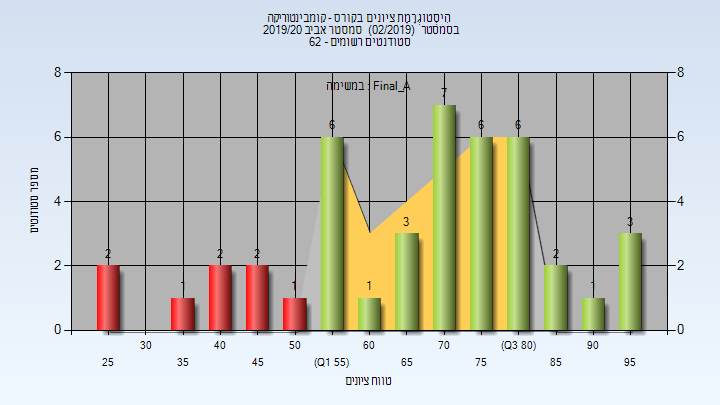 הִיסְטוֹגְרַמַּת ציונים בקורס - קומבינטוריקה
בסמסטר (02/2019) סמסטר אביב 2019/20
סטודנטים רשומים - 62
במשימה : Final_A
מספר סטודנטים
8 8
6 6
4 4
2 2
0 0
2 1 2 2 1 6 1 3 7 6 6 2 1 3
30 40 50 60 70 (Q3 80) 90
25 35 45 (Q1 55) 65 75 85 95
טווח ציונים